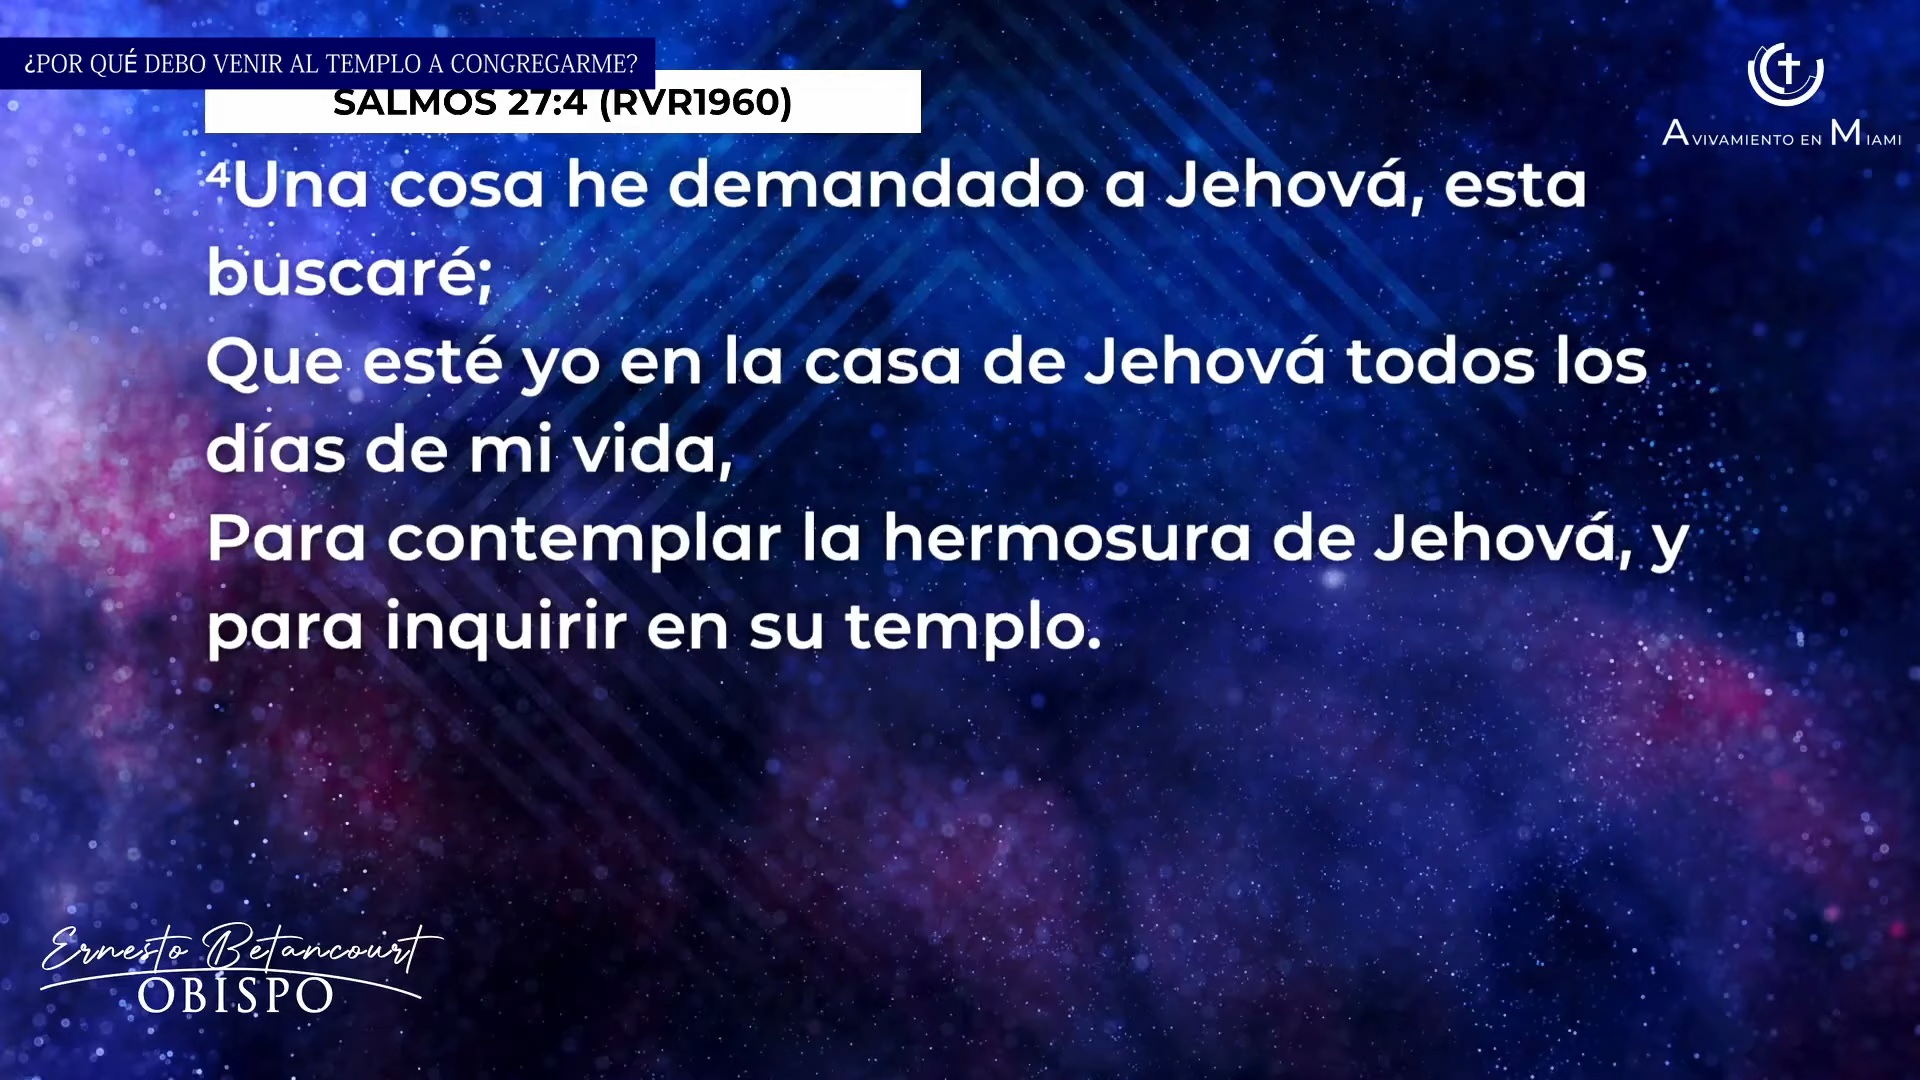 ¿POR QUÉ DEBO VENIR AL TEMPLO A CONGREGARME?
SALMOS 27:4 (RVR1960)
AVIVAMIENTO EN MIAMI
⁴Una cosa he demandado a Jehová, esta
buscaré;
Que esté yo en la casa de Jehová todos los
días de mi vida,
Para contemplar la hermosura de Jehová, y
para inquirir en su templo.
Ernesto Betancourt
OBISPO